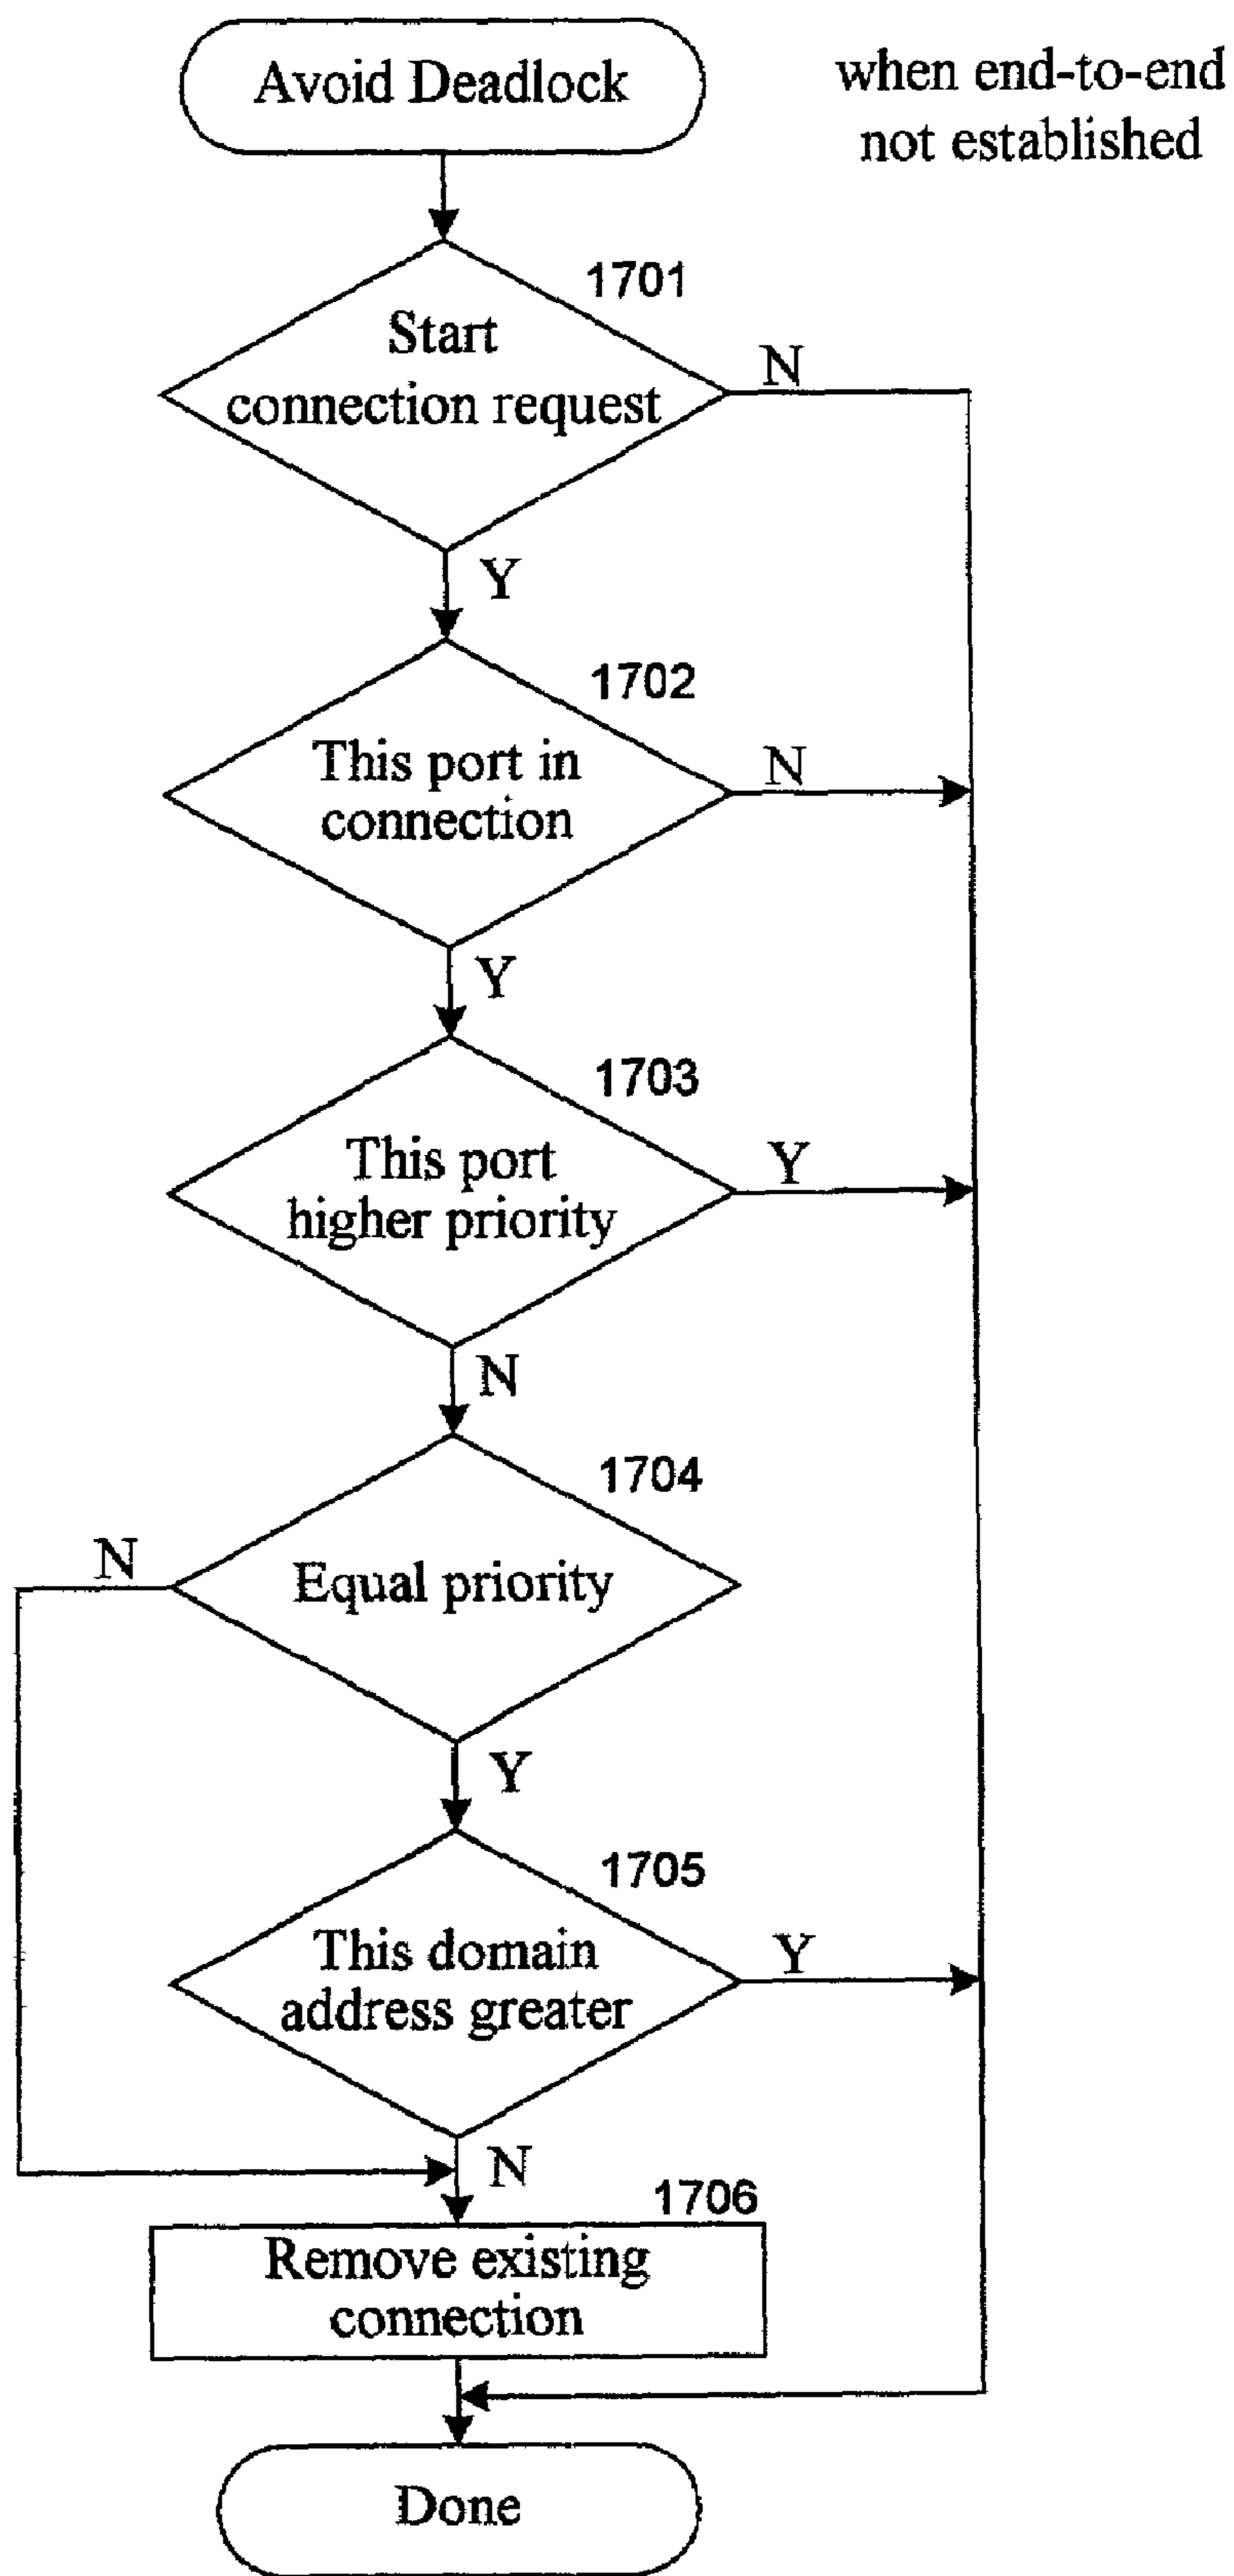 Avoid Deadlock
when end-to-end
not established
1701
Start
connection request
N
Y
1702
This port in
connection
N
Y
1703
This port
higher priority
Y
N
1704
N
Equal priority
Y
1705
This domain
address greater
Y
N
1706
Remove existing
connection
Done